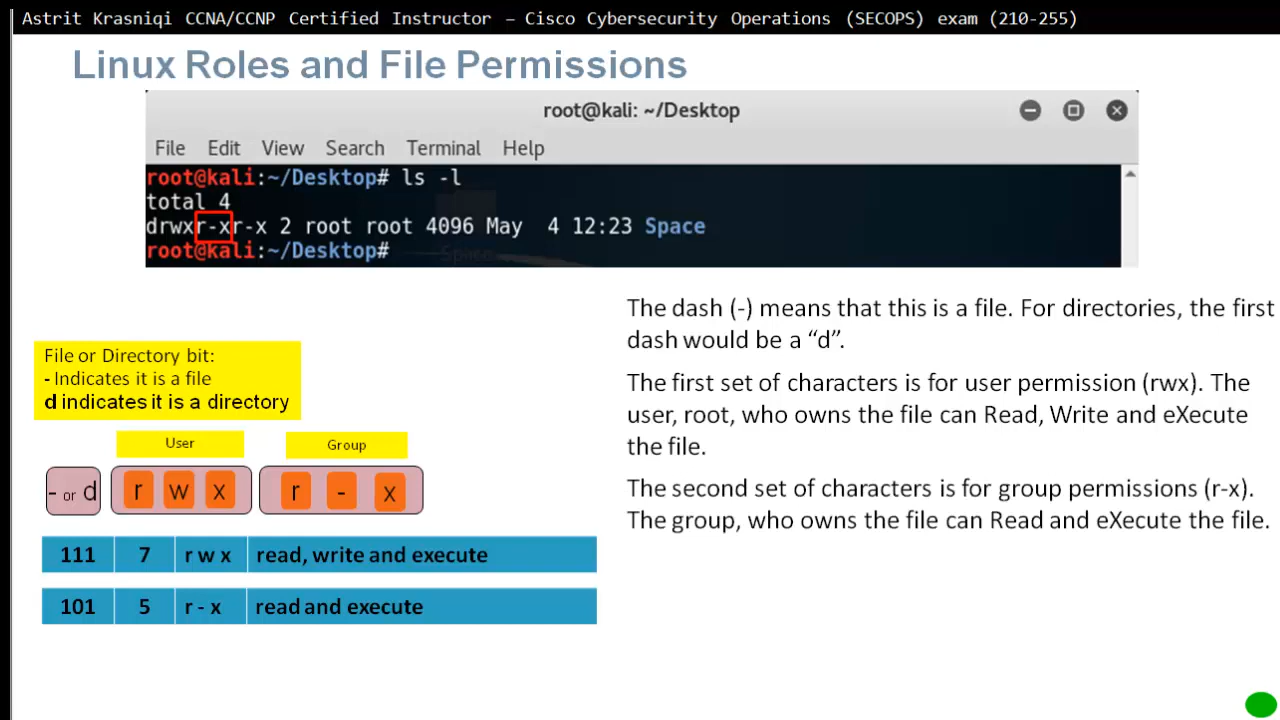 Astrit Krasniqi CCNA/CCNP Certified Instructor – Cisco Cybersecurity Operations (SECOPS) exam (210-255)
Linux Roles and File Permissions
root@kali: ~/Desktop
File Edit View Search Terminal Help
root@kali:~/Desktop# ls -l
total 4
drwxr-xr-x 2 root root 4096 May  4 12:23 Space
root@kali:~/Desktop#
The dash (-) means that this is a file. For directories, the first
dash would be a “d”.
The first set of characters is for user permission (rwx). The
user, root, who owns the file can Read, Write and eXecute
the file.
The second set of characters is for group permissions (r-x).
The group, who owns the file can Read and eXecute the file.
File or Directory bit:
- Indicates it is a file
d indicates it is a directory
User Group
- or d r w x r - x
111 7 r w x read, write and execute
101 5 r - x read and execute